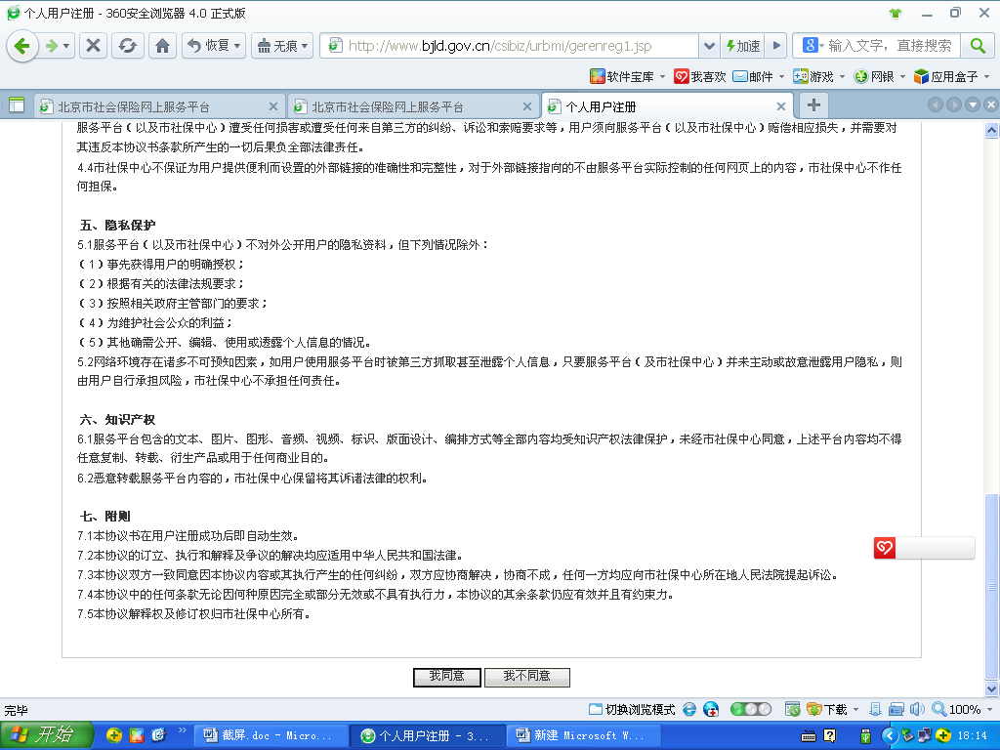 个人用户注册 - 360安全浏览器 4.0 正式版
恢复 无痕 http://www.bjld.gov.cn/csibiz/urbmi/gerenreg1.jsp 加速 输入文字，直接搜索
软件宝库 我喜欢 邮件 游戏 网银 应用盒子
北京市社会保险网上服务平台 北京市社会保险网上服务平台 个人用户注册
服务平台（以及市社保中心）遭受任何损害或遭受任何来自第三方的纠纷、诉讼和索赔要求等，用户须向服务平台（以及市社保中心）赔偿相应损失，并需要对
其违反本协议书条款所产生的一切后果负全部法律责任。
4.4市社保中心不保证为用户提供便利而设置的外部链接的准确性和完整性，对于外部链接指向的不由服务平台实际控制的任何网页上的内容，市社保中心不作任
何担保。
五、隐私保护
5.1服务平台（以及市社保中心）不对外公开用户的隐私资料，但下列情况除外：
（1）事先获得用户的明确授权；
（2）根据有关的法律法规要求；
（3）按照相关政府主管部门的要求；
（4）为维护社会公众的利益；
（5）其他确需公开、编辑、使用或透露个人信息的情况。
5.2网络环境存在诸多不可预知因素，如用户使用服务平台时被第三方抓取甚至泄露个人信息，只要服务平台（及市社保中心）并未主动或故意泄露用户隐私，则
由用户自行承担风险，市社保中心不承担任何责任。
六、知识产权
6.1服务平台包含的文本、图片、图形、音频、视频、标识、版面设计、编排方式等全部内容均受知识产权法律保护，未经市社保中心同意，上述平台内容均不得
任意复制、转载、衍生产品或用于任何商业目的。
6.2恶意转载服务平台内容的，市社保中心保留将其诉诸法律的权利。
七、附则
7.1本协议书在用户注册成功后即自动生效。
7.2本协议的订立、执行和解释及争议的解决均应适用中华人民共和国法律。
7.3本协议双方一致同意因本协议内容或其执行产生的任何纠纷，双方应协商解决，协商不成，任何一方均应向市社保中心所在地人民法院提起诉讼。
7.4本协议中的任何条款无论因何种原因完全或部分无效或不具有执行力，本协议的其余条款仍应有效并且有约束力。
7.5本协议解释权及修订权归市社保中心所有。
我同意 我不同意
完毕 切换浏览模式 下载 100%
开始 截屏.doc - Micro... 个人用户注册 - 3... 新建 Microsoft W... 18:14